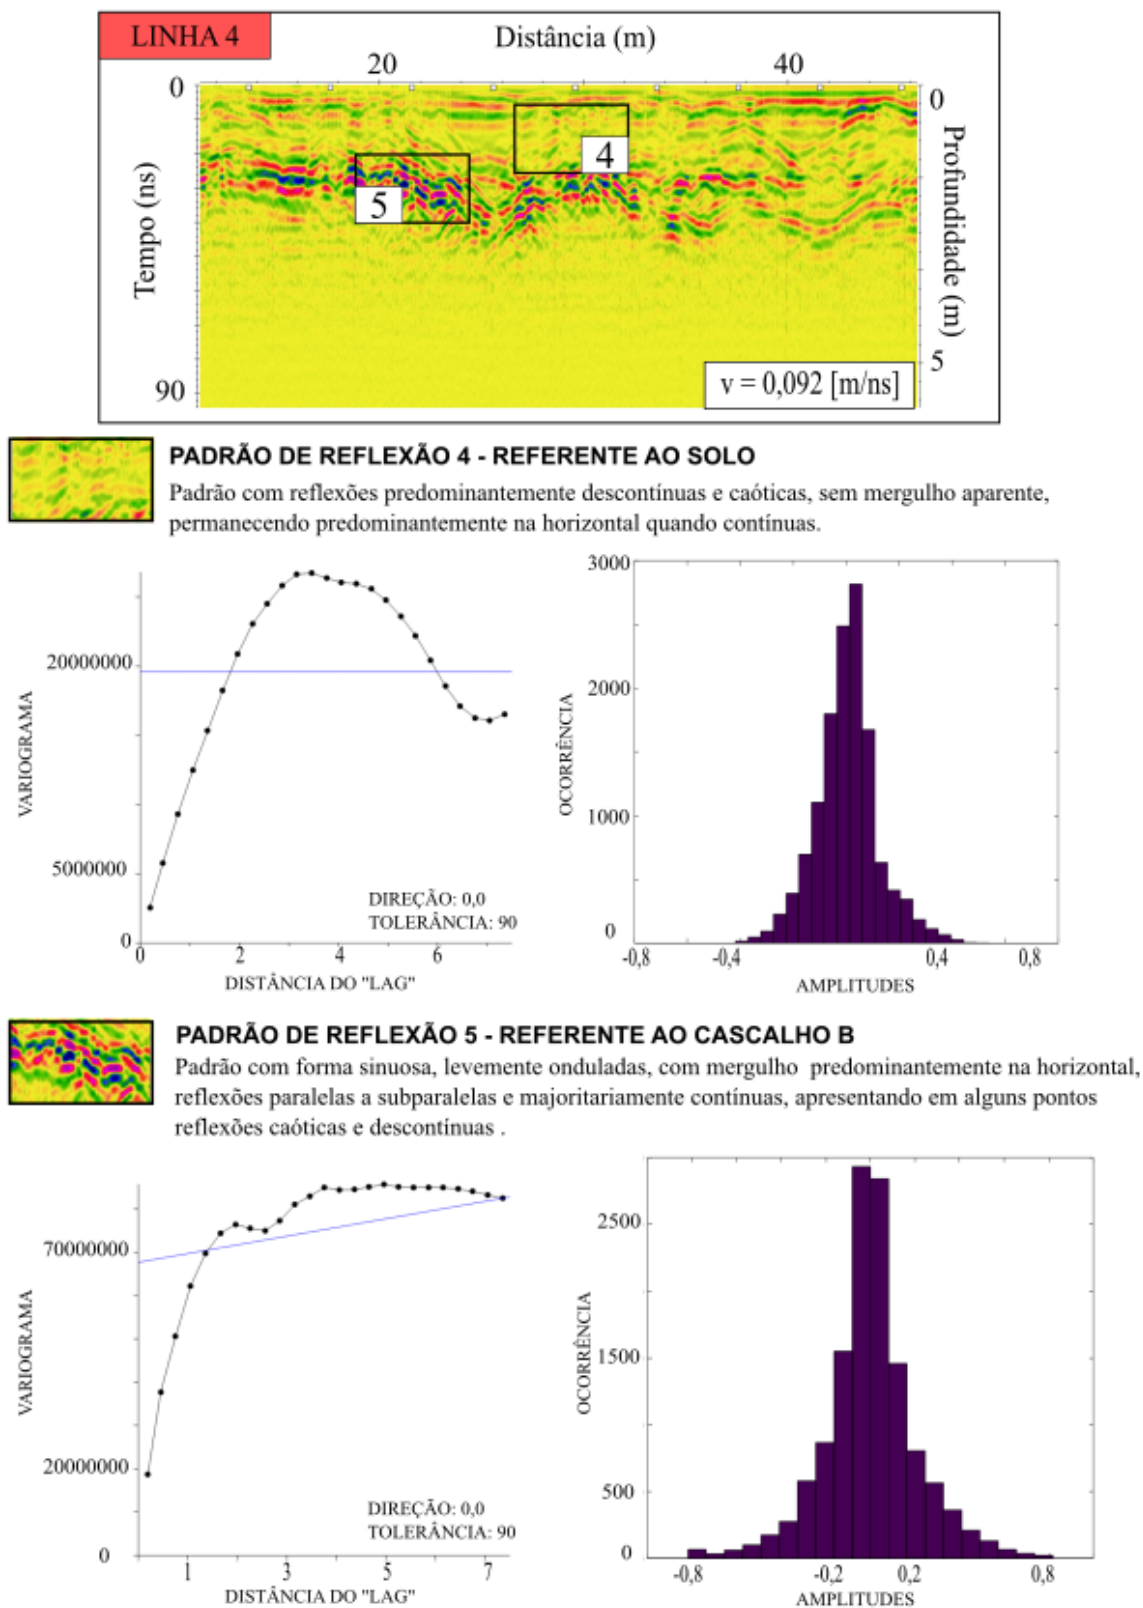 LINHA 4
Distância (m)
20 40
0 0
Tempo (ns)
Profundidade (m)
4
5
5
90
v = 0,092 [m/ns]
PADRÃO DE REFLEXÃO 4 - REFERENTE AO SOLO
Padrão com reflexões predominantemente descontínuas e caóticas, sem mergulho aparente,
permanecendo predominantemente na horizontal quando contínuas.
VARIOGRAMA
20000000
5000000
0
DIREÇÃO: 0,0
TOLERÂNCIA: 90
0 2 4 6
DISTÂNCIA DO "LAG"
OCORRÊNCIA
3000
2000
1000
0
-0,8 -0,4 0,4 0,8
AMPLITUDES
PADRÃO DE REFLEXÃO 5 - REFERENTE AO CASCALHO B
Padrão com forma sinuosa, levemente onduladas, com mergulho predominantemente na horizontal,
reflexões paralelas a subparalelas e majoritariamente contínuas, apresentando em alguns pontos
reflexões caóticas e descontínuas .
VARIOGRAMA
70000000
20000000
0
DIREÇÃO: 0,0
TOLERÂNCIA: 90
1 3 5 7
DISTÂNCIA DO "LAG"
OCORRÊNCIA
2500
1500
500
0
-0,8 -0,2 0,2 0,8
AMPLITUDES